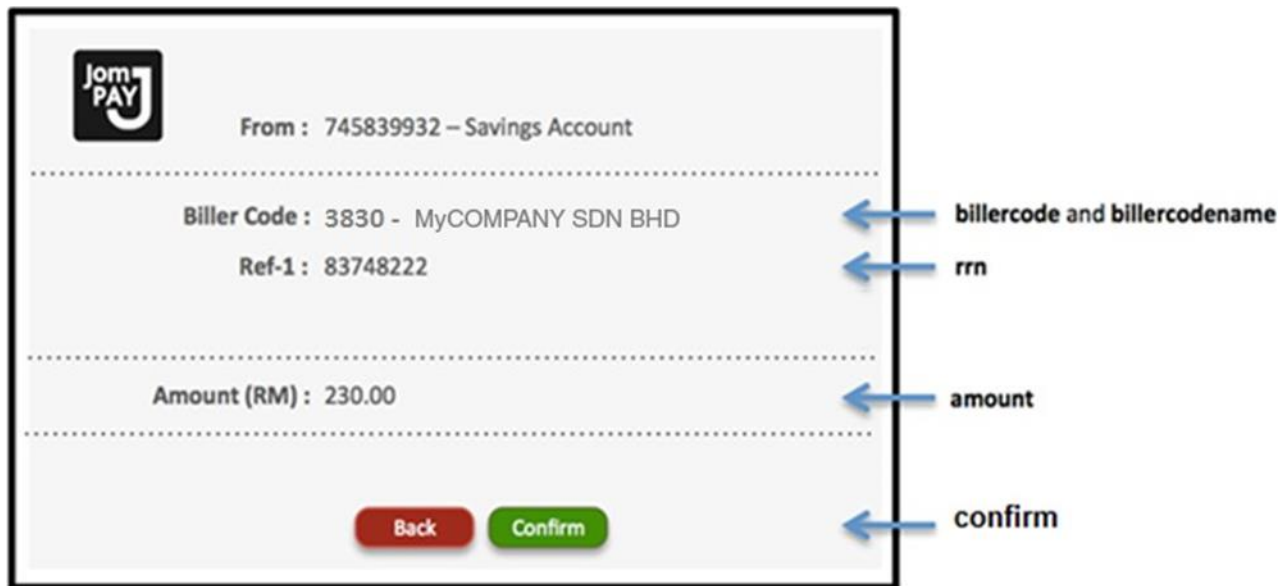 Jom
PAY
From : 745839932 – Savings Account
Biller Code : 3830 - MyCOMPANY SDN BHD
billercode and billercodename
Ref-1 : 83748222
rrn
Amount (RM) : 230.00
amount
Back Confirm
confirm